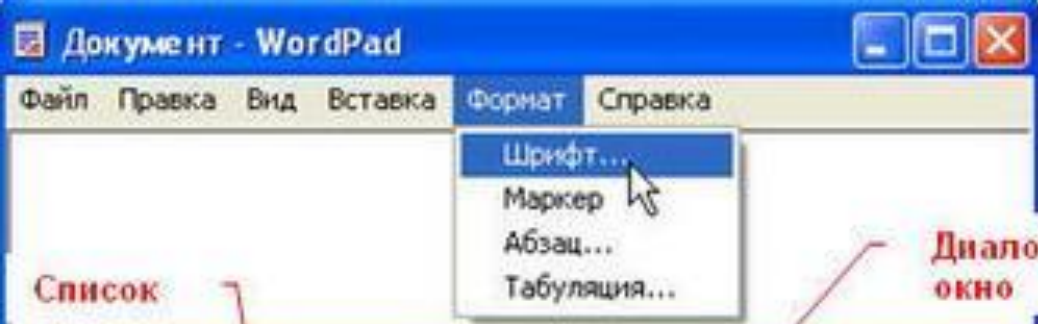 Документ - WordPad
Файл Правка Вид Вставка Формат Справка
Шрифт...
Маркер
Абзац...
Табуляция...
Список
Диало
окно